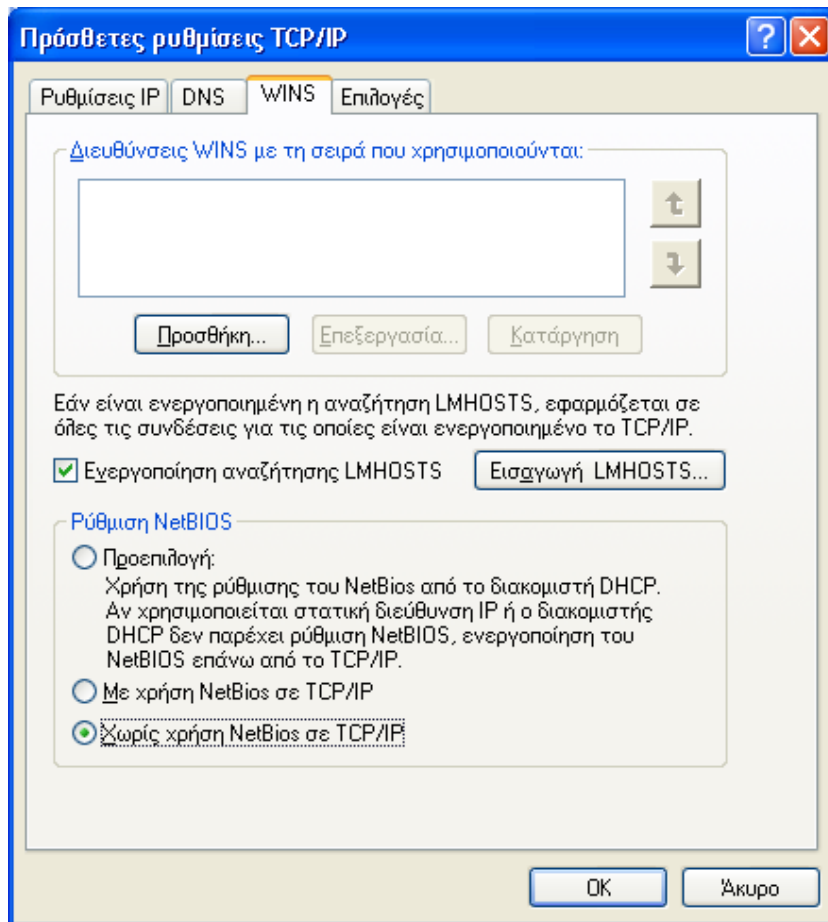 Πρόσθετες ρυθμίσεις TCP/IP
Ρυθμίσεις IP DNS WINS Επιλογές
Διευθύνσεις WINS με τη σειρά που χρησιμοποιούνται:
Προσθήκη... Επεξεργασία... Κατάργηση
Εάν είναι ενεργοποιημένη η αναζήτηση LMHOSTS, εφαρμόζεται σε
όλες τις συνδέσεις για τις οποίες είναι ενεργοποιημένο το TCP/IP.
Ενεργοποίηση αναζήτησης LMHOSTS Εισαγωγή LMHOSTS...
Ρύθμιση NetBIOS
Προεπιλογή:
Χρήση της ρύθμισης του NetBios από το διακομιστή DHCP.
Αν χρησιμοποιείται στατική διεύθυνση IP ή ο διακομιστής
DHCP δεν παρέχει ρύθμιση NetBIOS, ενεργοποίηση του
NetBIOS επάνω από το TCP/IP.
Με χρήση NetBios σε TCP/IP
Χωρίς χρήση NetBios σε TCP/IP
OK Άκυρο